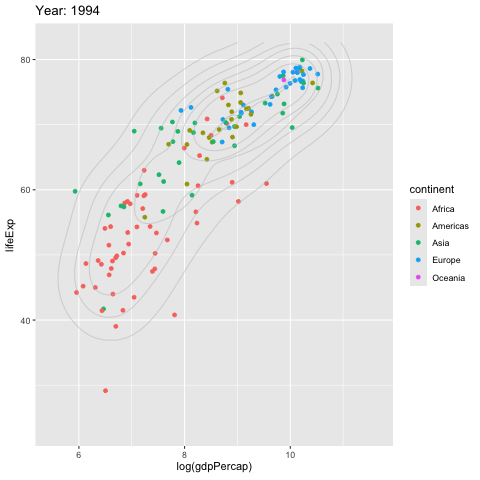 Year: 1994
80
60
40
lifeExp
6
8
10
log(gdpPercap)
continent
Africa
Americas
Asia
Europe
Oceania